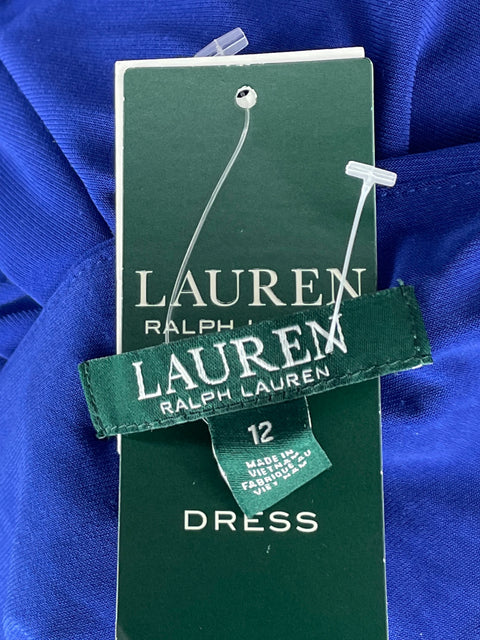 LAUREN
RALPH L
LAUREN
RALPH LAUREN
12
MADE IN
VIETNAM
FABRIQUÉ AU
VIET NAM
DRESS